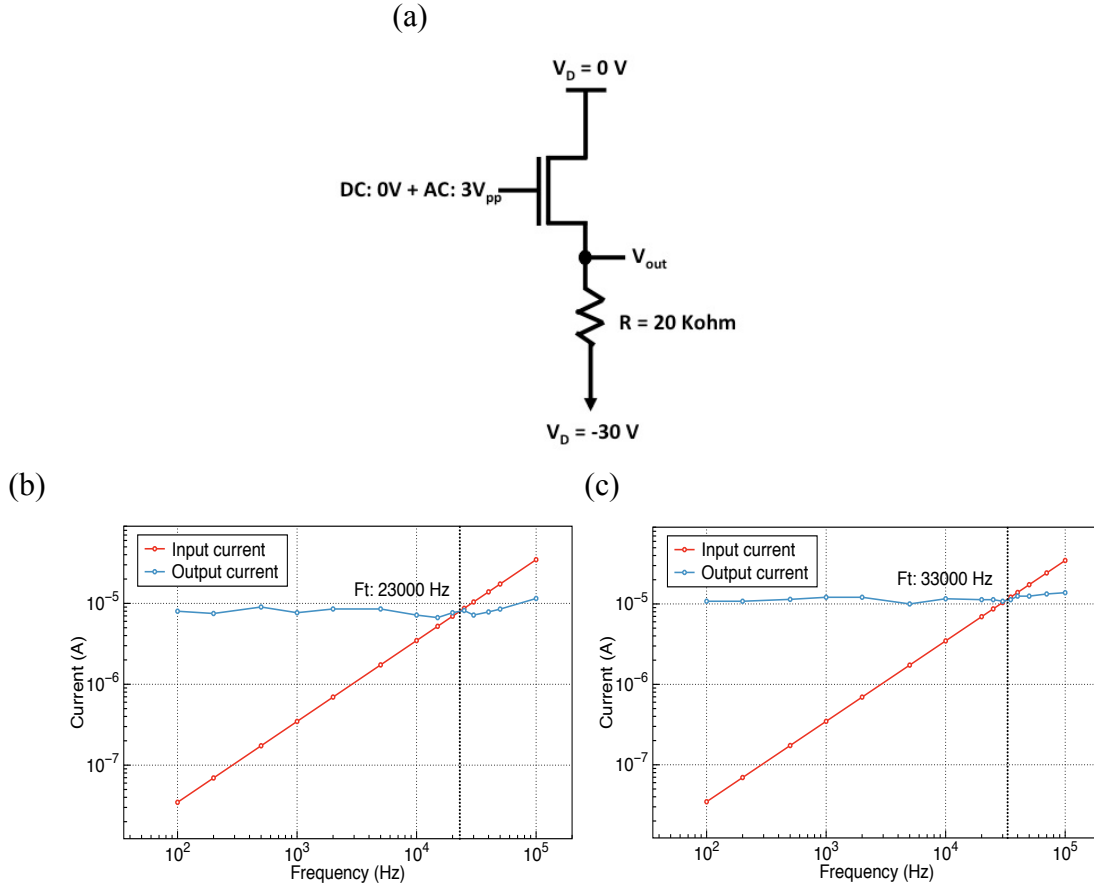 (a)
V_D = 0 V
DC: 0V + AC: 3V_pp
V_out
R = 20 Kohm
V_D = -30 V
(b)
Input current
Output current
Ft: 23000 Hz
Current (A)
10^-5
10^-6
10^-7
10^2
10^3
10^4
10^5
Frequency (Hz)
(c)
Input current
Output current
Ft: 33000 Hz
Current (A)
10^-5
10^-6
10^-7
10^2
10^3
10^4
10^5
Frequency (Hz)